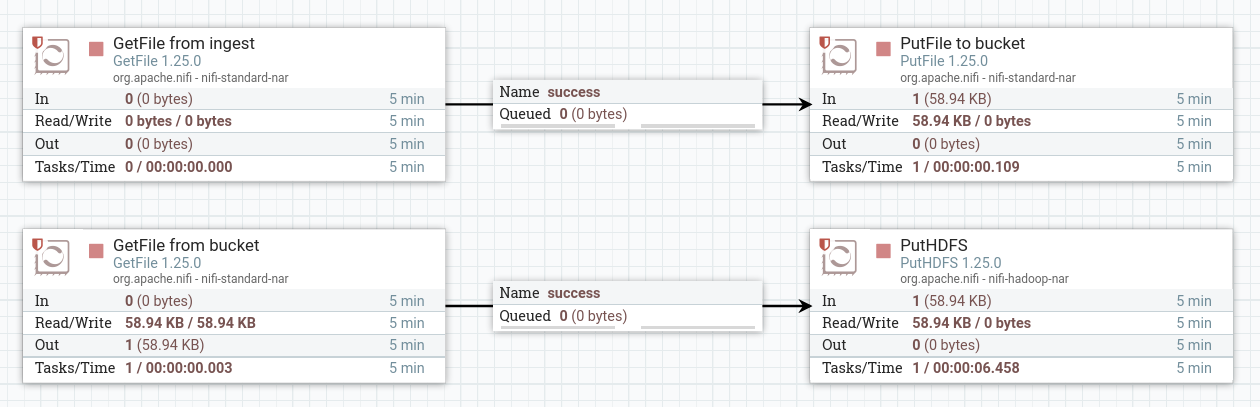 GetFile from ingest
GetFile 1.25.0
org.apache.nifi - nifi-standard-nar
In 0 (0 bytes) 5 min
Read/Write 0 bytes / 0 bytes 5 min
Out 0 (0 bytes) 5 min
Tasks/Time 0 / 00:00:00.000 5 min
Name success
Queued 0 (0 bytes)
PutFile to bucket
PutFile 1.25.0
org.apache.nifi - nifi-standard-nar
In 1 (58.94 KB) 5 min
Read/Write 58.94 KB / 0 bytes 5 min
Out 0 (0 bytes) 5 min
Tasks/Time 1 / 00:00:00.109 5 min
GetFile from bucket
GetFile 1.25.0
org.apache.nifi - nifi-standard-nar
In 0 (0 bytes) 5 min
Read/Write 58.94 KB / 58.94 KB 5 min
Out 1 (58.94 KB) 5 min
Tasks/Time 1 / 00:00:00.003 5 min
Name success
Queued 0 (0 bytes)
PutHDFS
PutHDFS 1.25.0
org.apache.nifi - nifi-hadoop-nar
In 1 (58.94 KB) 5 min
Read/Write 58.94 KB / 0 bytes 5 min
Out 0 (0 bytes) 5 min
Tasks/Time 1 / 00:00:06.458 5 min